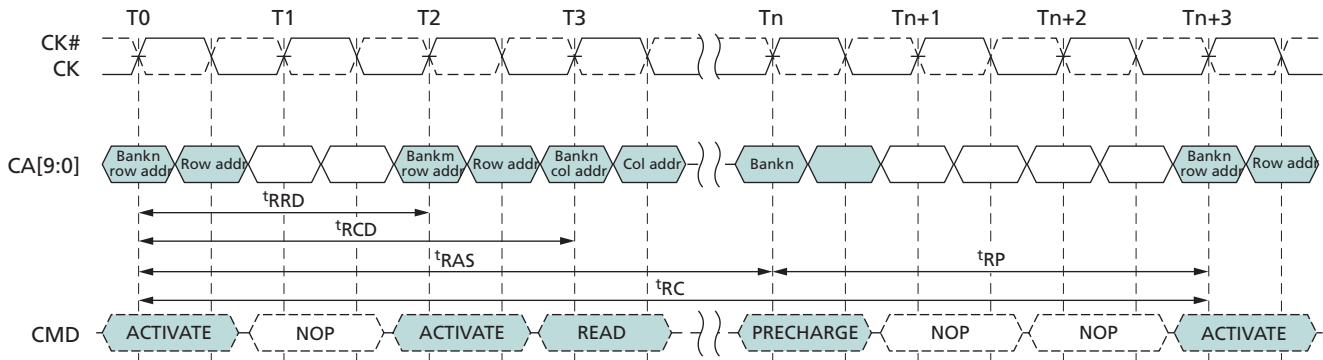 T0 T1 T2 T3 Tn Tn+1 Tn+2 Tn+3
CK#
CK
CA[9:0]
Bankn row addr
Row addr
Bankm row addr
Row addr
Bankn col addr
Col addr
Bankn
Bankn row addr
Row addr
tRRD
tRCD
tRAS
tRP
tRC
CMD ACTIVATE NOP ACTIVATE READ PRECHARGE NOP NOP ACTIVATE